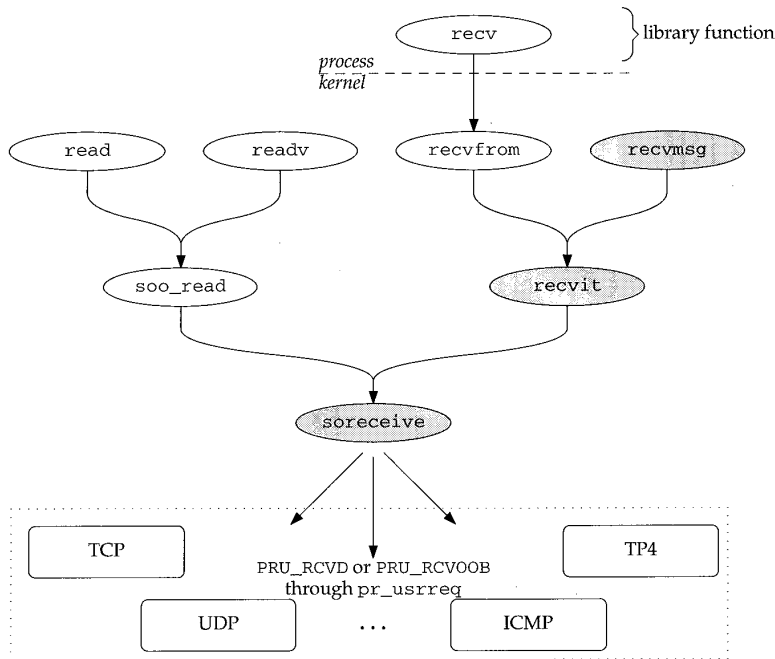 recv
library function
process
kernel
read
readv
recvfrom
recvmsg
soo_read
recvit
soreceive
TCP
TP4
PRU_RCVD or PRU_RCVOOB
through pr_usrreq
UDP
...
ICMP